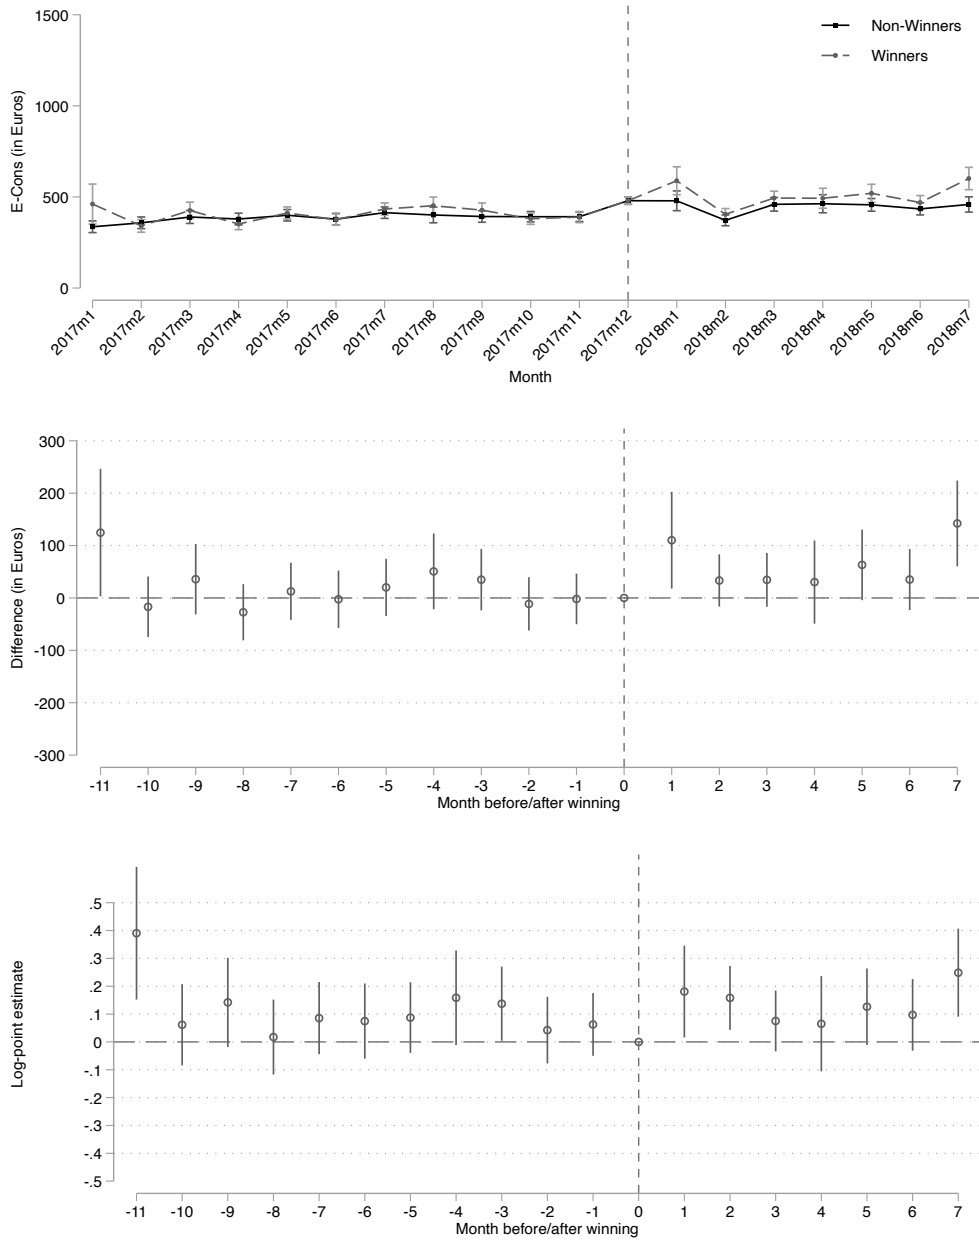 1500
1000
500
0
E-Cons (in Euros)
Non-Winners
Winners
2017m1 2017m2 2017m3 2017m4 2017m5 2017m6 2017m7 2017m8 2017m9 2017m10 2017m11 2017m12 2018m1 2018m2 2018m3 2018m4 2018m5 2018m6 2018m7
Month
300
200
100
0
-100
-200
-300
Difference (in Euros)
-11 -10 -9 -8 -7 -6 -5 -4 -3 -2 -1 0 1 2 3 4 5 6 7
Month before/after winning
.5
.4
.3
.2
.1
0
-.1
-.2
-.3
-.4
-.5
Log-point estimate
-11 -10 -9 -8 -7 -6 -5 -4 -3 -2 -1 0 1 2 3 4 5 6 7
Month before/after winning